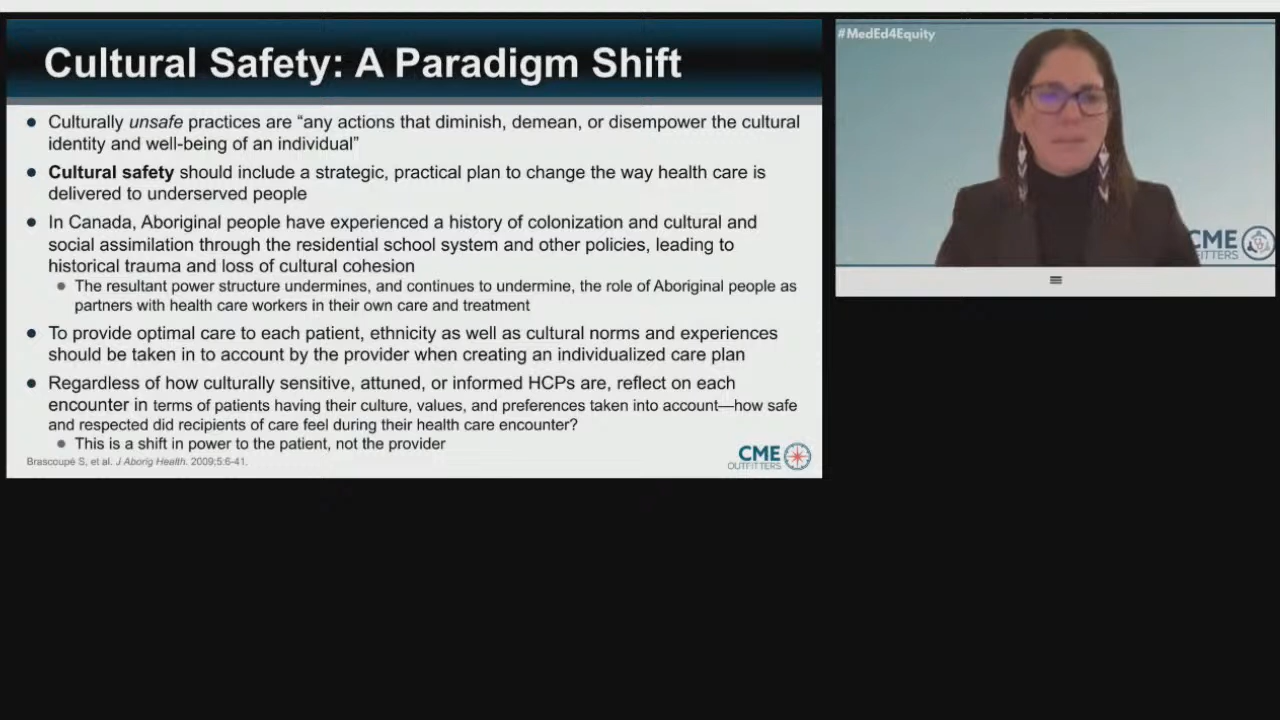 Cultural Safety: A Paradigm Shift
Culturally unsafe practices are “any actions that diminish, demean, or disempower the cultural
identity and well-being of an individual”
Cultural safety should include a strategic, practical plan to change the way health care is
delivered to underserved people
In Canada, Aboriginal people have experienced a history of colonization and cultural and
social assimilation through the residential school system and other policies, leading to
historical trauma and loss of cultural cohesion
The resultant power structure undermines, and continues to undermine, the role of Aboriginal people as
partners with health care workers in their own care and treatment
To provide optimal care to each patient, ethnicity as well as cultural norms and experiences
should be taken in to account by the provider when creating an individualized care plan
Regardless of how culturally sensitive, attuned, or informed HCPs are, reflect on each
encounter in terms of patients having their culture, values, and preferences taken into account—how safe
and respected did recipients of care feel during their health care encounter?
This is a shift in power to the patient, not the provider
Brascoupé S, et al. J Aborig Health. 2009;5:6-41.
CME
OUTFITTERS
#MedEd4Equity
CME
FITTERS